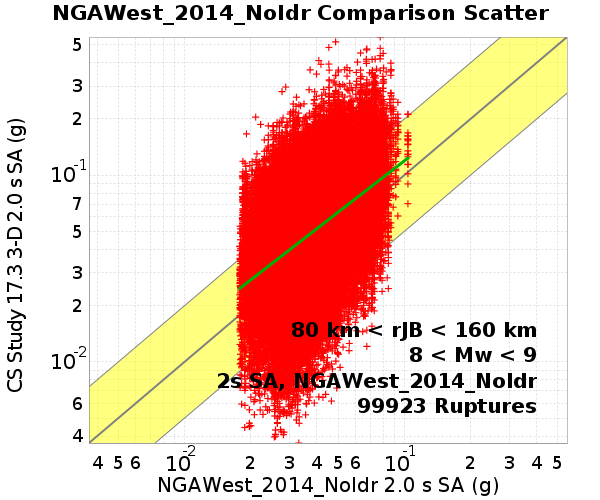 NGAWest_2014_NoIdr Comparison Scatter
CS Study 17.3 3-D 2.0 s SA (g)
5
3
2
10-1
7
5
3
2
10-2
6
4
80 km < rJB < 160 km
8 < Mw < 9
2s SA, NGAWest_2014_NoIdr
99923 Ruptures
4 5 6 10-2 2 3 4 5 6 10-1 2 3 4 5
NGAWest_2014_NoIdr 2.0 s SA (g)